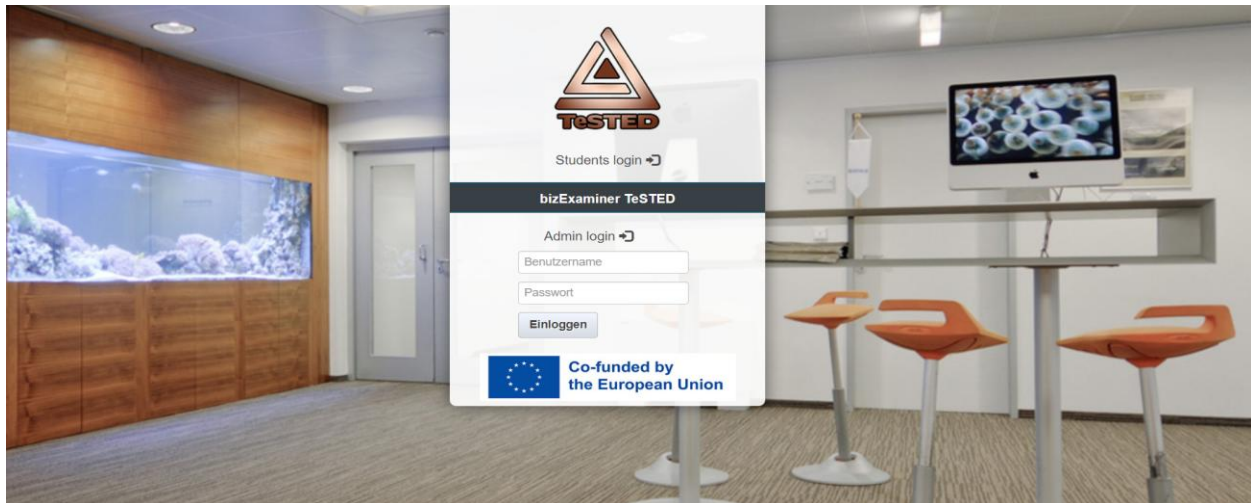 TeSTED
Students login
bizExaminer TeSTED
Admin login
Benutzername
Passwort
Einloggen
Co-funded by
the European Union